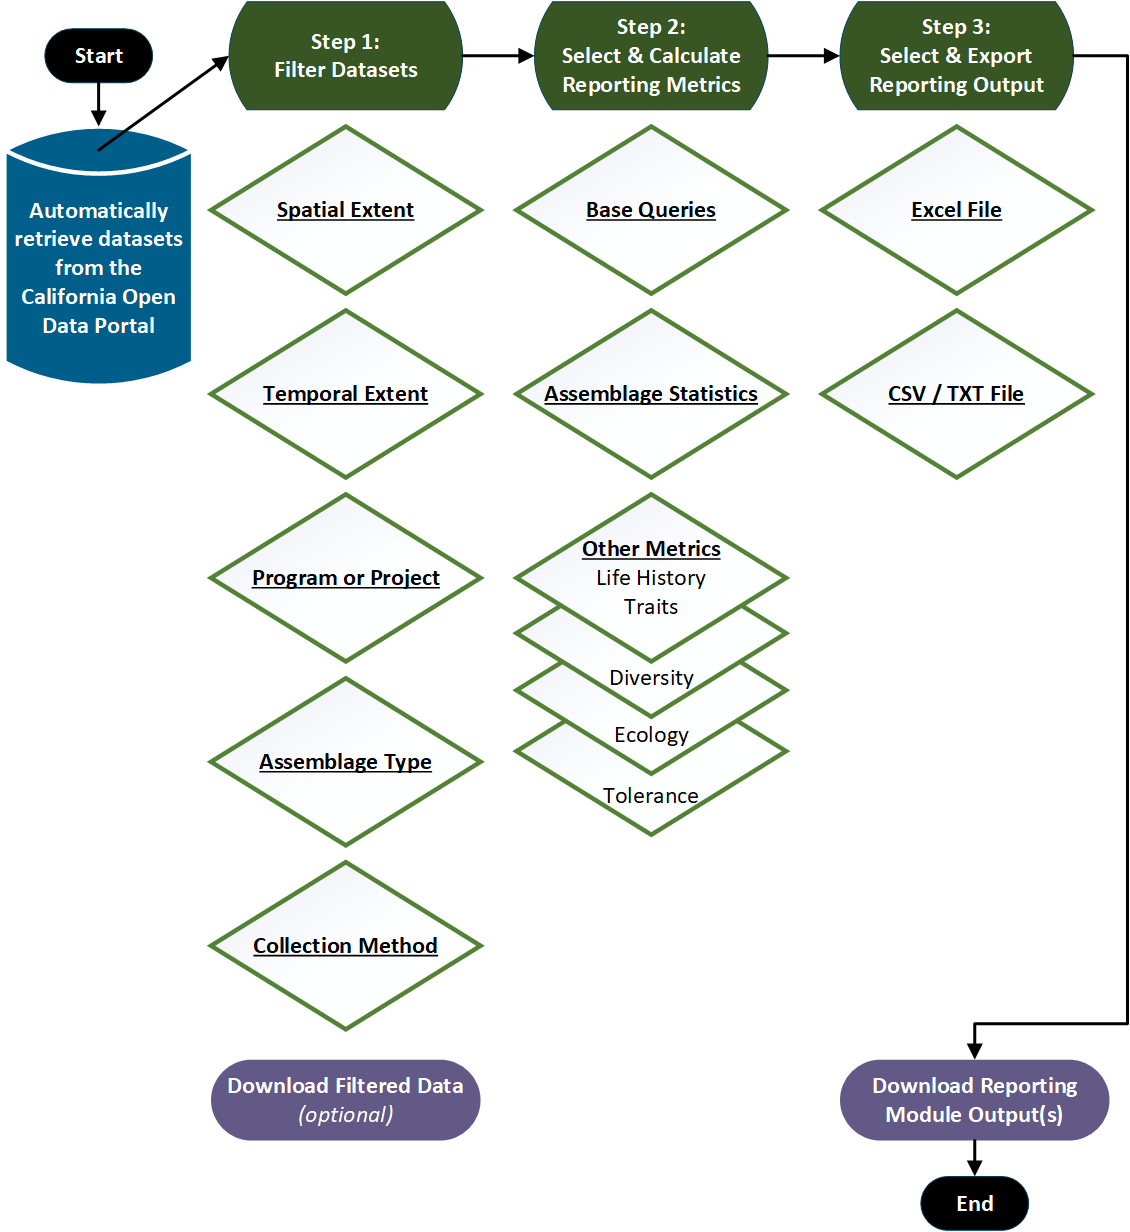 Start
Automatically
retrieve datasets
from the
California Open
Data Portal
Step 1:
Filter Datasets
Spatial Extent
Temporal Extent
Program or Project
Assemblage Type
Collection Method
Download Filtered Data
(optional)
Step 2:
Select & Calculate
Reporting Metrics
Base Queries
Assemblage Statistics
Other Metrics
Life History
Traits
Diversity
Ecology
Tolerance
Step 3:
Select & Export
Reporting Output
Excel File
CSV / TXT File
Download Reporting
Module Output(s)
End